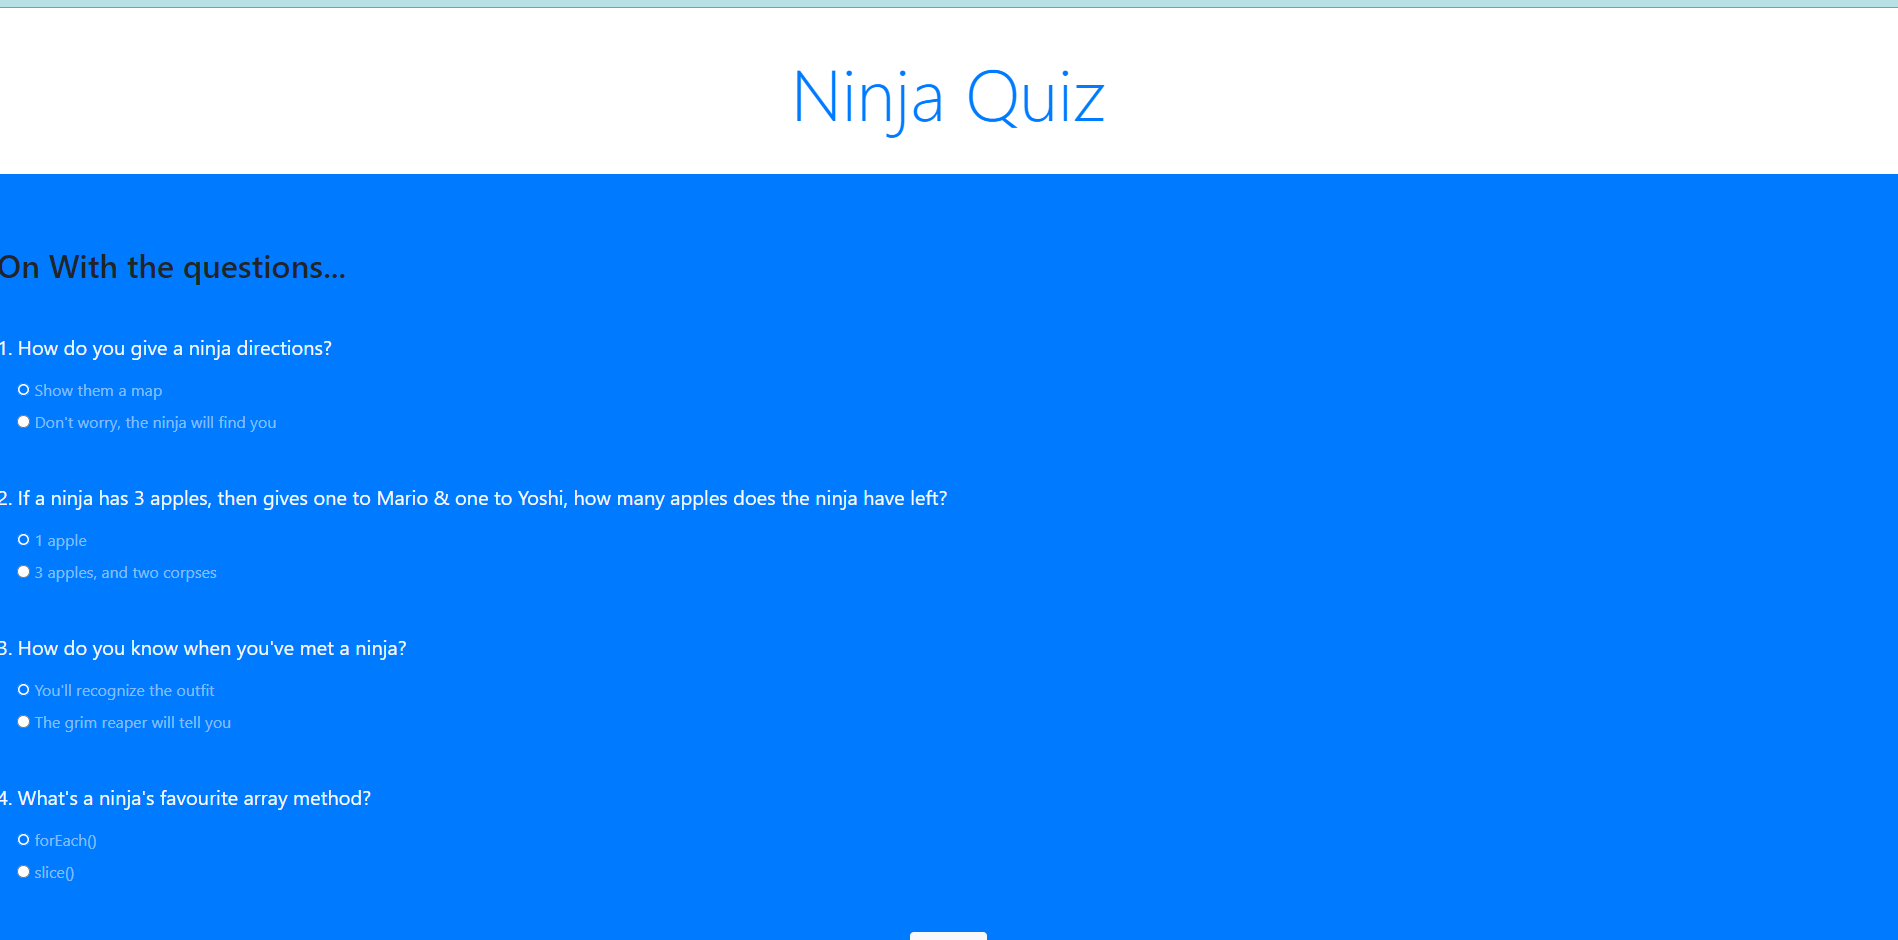 Ninja Quiz
On With the questions...
1. How do you give a ninja directions?
Show them a map
Don't worry, the ninja will find you
2. If a ninja has 3 apples, then gives one to Mario & one to Yoshi, how many apples does the ninja have left?
1 apple
3 apples, and two corpses
3. How do you know when you've met a ninja?
You'll recognize the outfit
The grim reaper will tell you
4. What's a ninja's favourite array method?
forEach()
slice()